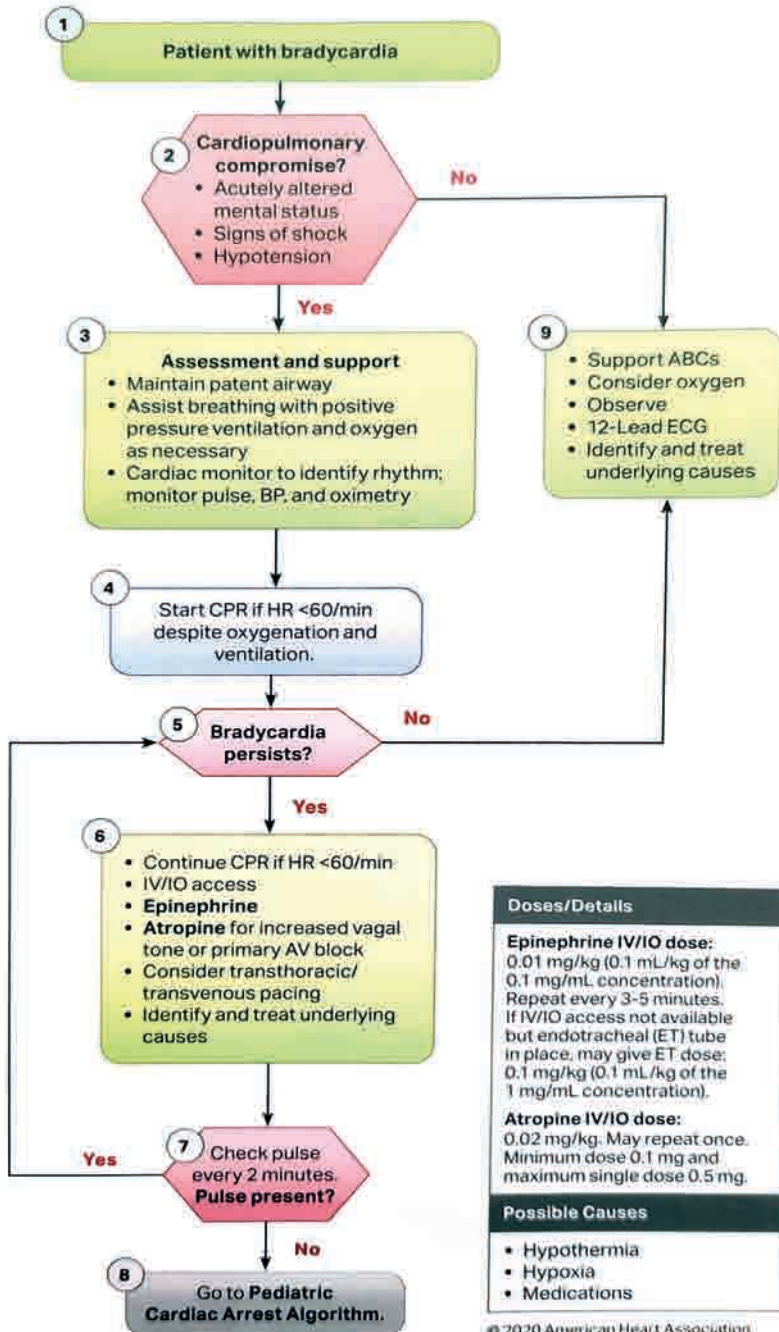 1
Patient with bradycardia
2
Cardiopulmonary
compromise?
• Acutely altered
mental status
• Signs of shock
• Hypotension
No
Yes
3
Assessment and support
• Maintain patent airway
• Assist breathing with positive
pressure ventilation and oxygen
as necessary
• Cardiac monitor to identify rhythm;
monitor pulse, BP, and oximetry
9
• Support ABCs
• Consider oxygen
• Observe
• 12-Lead ECG
• Identify and treat
underlying causes
4
Start CPR if HR <60/min
despite oxygenation and
ventilation.
5
Bradycardia
persists?
No
Yes
6
• Continue CPR if HR <60/min
• IV/IO access
• Epinephrine
• Atropine for increased vagal
tone or primary AV block
• Consider transthoracic/
transvenous pacing
• Identify and treat underlying
causes
7
Check pulse
every 2 minutes.
Pulse present?
Yes
No
8
Go to Pediatric
Cardiac Arrest Algorithm.
Doses/Details
Epinephrine IV/IO dose:
0.01 mg/kg (0.1 mL/kg of the
0.1 mg/mL concentration).
Repeat every 3-5 minutes.
If IV/IO access not available
but endotracheal (ET) tube
in place, may give ET dose:
0.1 mg/kg (0.1 mL/kg of the
1 mg/mL concentration).
Atropine IV/IO dose:
0.02 mg/kg. May repeat once.
Minimum dose 0.1 mg and
maximum single dose 0.5 mg.
Possible Causes
• Hypothermia
• Hypoxia
• Medications
© 2020 American Heart Association